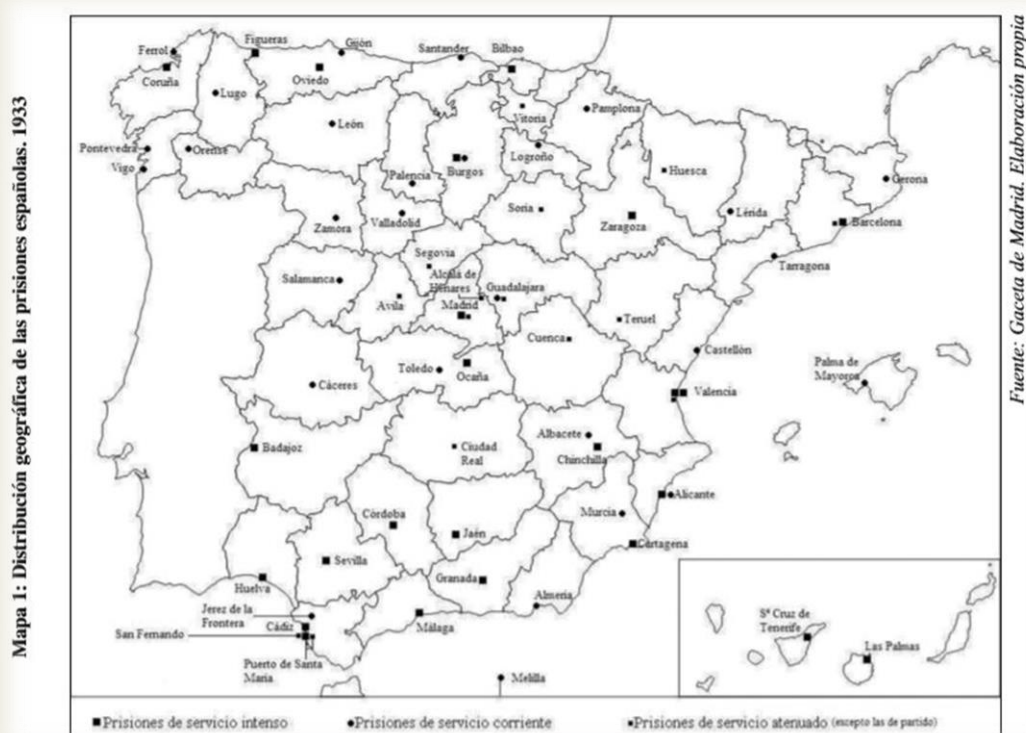 Mapa 1: Distribución geográfica de las prisiones españolas. 1933
Ferrol
Figueras
Gijón
Santander
Bilbao
Coruña
Oviedo
Lugo
Vitoria
Pamplona
León
Pontevedra
Orense
Logroño
Vigo
Burgos
Palencia
Huesca
Gerona
Zamora
Valladolid
Soria
Zaragoza
Lérida
Barcelona
Segovia
Salamanca
Alcalá de
Henares
Guadalajara
Tarragona
Avila
Madrid
Teruel
Cuenca
Castellón
Toledo
Ocaña
Palma de
Mayorca
Cáceres
Valencia
Badajoz
Ciudad
Real
Albacete
Chinchilla
Alicante
Córdoba
Jaén
Murcia
Cartagena
Sevilla
Granada
Huelva
Almería
Jerez de la
Frontera
Cádiz
San Fernando
Málaga
Puerto de Santa
María
Melilla
Sª Cruz de
Tenerife
Las Palmas
Prisiones de servicio intenso
Prisiones de servicio corriente
Prisiones de servicio atenuado (excepto las de partido)
Fuente: Gaceta de Madrid. Elaboración propia